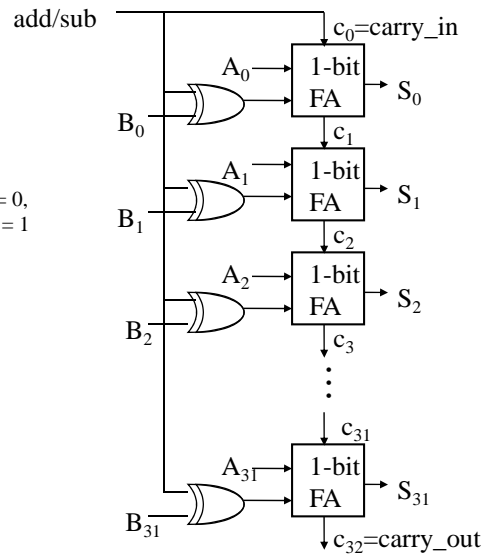 add/sub
c₀=carry_in
A₀
1-bit
FA
S₀
B₀
c₁
A₁
1-bit
FA
S₁
= 0,
= 1
B₁
c₂
A₂
1-bit
FA
S₂
B₂
c₃
c₃₁
A₃₁
1-bit
FA
S₃₁
B₃₁
c₃₂=carry_out